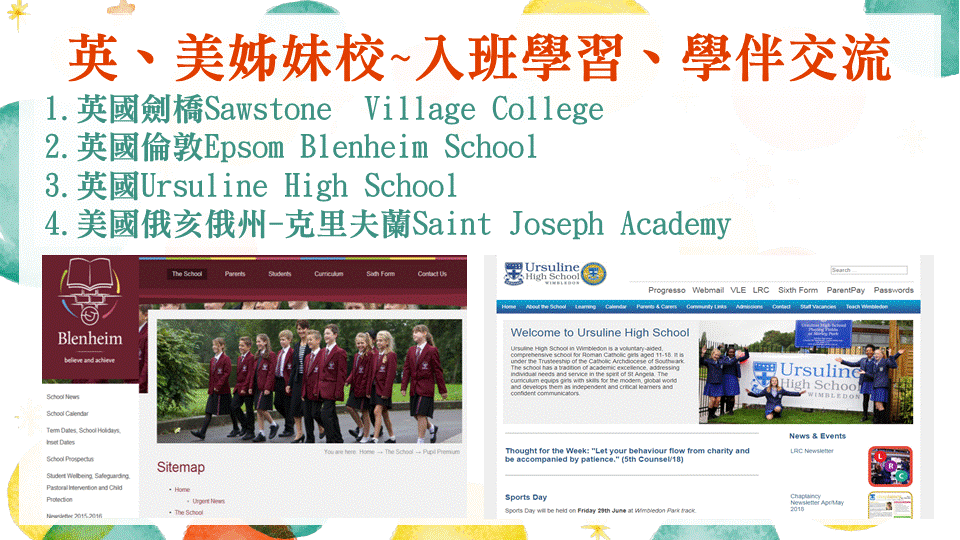 英、美姊妹校~入班學習、學伴交流
1.英國劍橋Sawstone Village College
2.英國倫敦Epsom Blenheim School
3.英國Ursuline High School
4.美國俄亥俄州-克里夫蘭Saint Joseph Academy
Blenheim
believe and achieve
The School Parents Students Curriculum Sixth Form Contact Us
School News
School Calendar
Term Dates, School Holidays,
Inset Dates
School Prospectus
Student Wellbeing, Safeguarding,
Pastoral Intervention and Child
Protection
Newsletter 2015-2016
You are here: Home → The School → Pupil Premium
Sitemap
Home
Urgent News
The School
Ursuline
High School
WIMBLEDON
Search ...
Progresso Webmail VLE LRC Sixth Form ParentPay Passwords
Home About the School Learning Calendar Parents & Carers Community Links Admissions Contact Staff Vacancies Teach Wimbledon
Welcome to Ursuline High School
Ursuline High School in Wimbledon is a voluntary-aided,
comprehensive school for Roman Catholic girls aged 11-18. It is
under the Trusteeship of the Catholic Archdiocese of Southwark.
The school has a tradition of academic excellence, addressing
individual needs and service in the spirit of St Angela. The
curriculum equips girls with skills for the modern, global world
and develops them as independent and critical learners and
confident communicators.
Ursuline
High School
WIMBLEDON
Thought for the Week: "Let your behaviour flow from charity and
be accompanied by patience." (5th Counsel/18)
Sports Day
Sports Day will be held on Friday 29th June at Wimbledon Park track.
News & Events
LRC Newsletter
L
R
C
Chaplaincy
Newsletter Apr/May
2018